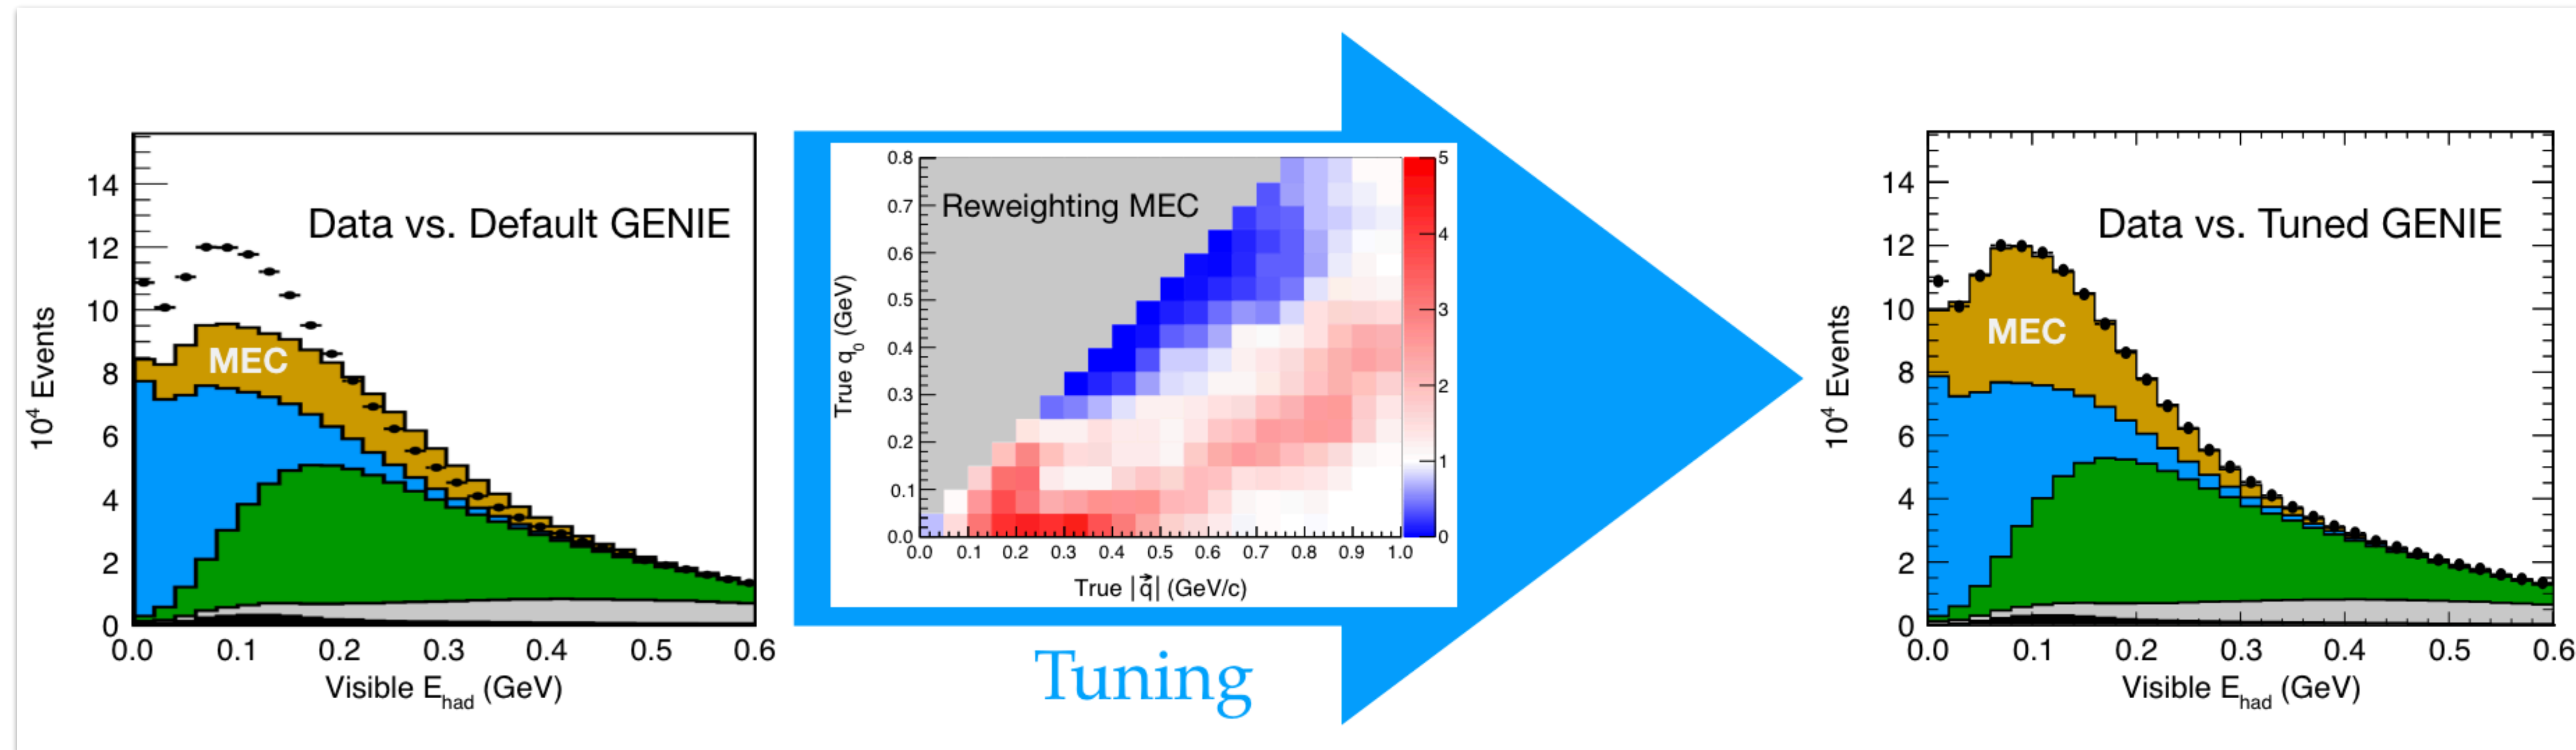 Data vs. Default GENIE
MEC
14
12
10
8
6
4
2
0
10⁴ Events
0.0 0.1 0.2 0.3 0.4 0.5 0.6
Visible E_had (GeV)
Reweighting MEC
0.8
0.7
0.6
0.5
0.4
0.3
0.2
0.1
0.0
True q₀ (GeV)
0.0 0.1 0.2 0.3 0.4 0.5 0.6 0.7 0.8 0.9 1.0
True |q⃗| (GeV/c)
5
4
3
2
1
0
Tuning
Data vs. Tuned GENIE
MEC
14
12
10
8
6
4
2
0
10⁴ Events
0.0 0.1 0.2 0.3 0.4 0.5 0.6
Visible E_had (GeV)